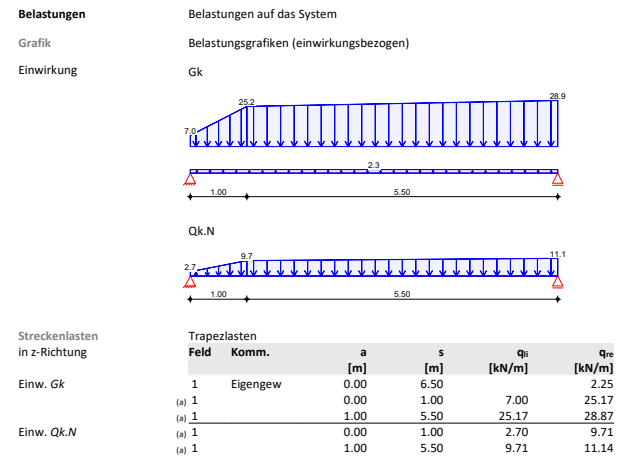 Belastungen Belastungen auf das System
Grafik Belastungsgrafiken (einwirkungsbezogen)
Einwirkung Gk
28.9
25.2
7.0
2.3
1.00 5.50
Qk.N
11.1
9.7
2.7
1.00 5.50
Streckenlasten Trapezlasten
in z-Richtung Feld Komm. a s qli qre
[m] [m] [kN/m] [kN/m]
Einw. Gk 1 Eigengew 0.00 6.50 2.25
(a) 1 0.00 1.00 7.00 25.17
(a) 1 1.00 5.50 25.17 28.87
Einw. Qk.N (a) 1 0.00 1.00 2.70 9.71
(a) 1 1.00 5.50 9.71 11.14